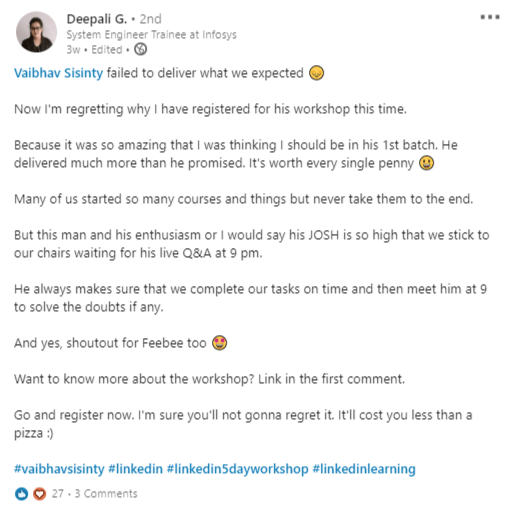 Deepali G. • 2nd
System Engineer Trainee at Infosys
3w • Edited •
Vaibhav Sisinty failed to deliver what we expected 😞
Now I'm regretting why I have registered for his workshop this time.
Because it was so amazing that I was thinking I should be in his 1st batch. He
delivered much more than he promised. It's worth every single penny 😃
Many of us started so many courses and things but never take them to the end.
But this man and his enthusiasm or I would say his JOSH is so high that we stick to
our chairs waiting for his live Q&A at 9 pm.
He always makes sure that we complete our tasks on time and then meet him at 9
to solve the doubts if any.
And yes, shoutout for Feebee too 😍
Want to know more about the workshop? Link in the first comment.
Go and register now. I'm sure you'll not gonna regret it. It'll cost you less than a
pizza :)
#vaibhavsisinty #linkedin #linkedin5dayworkshop #linkedinlearning
27 • 3 Comments